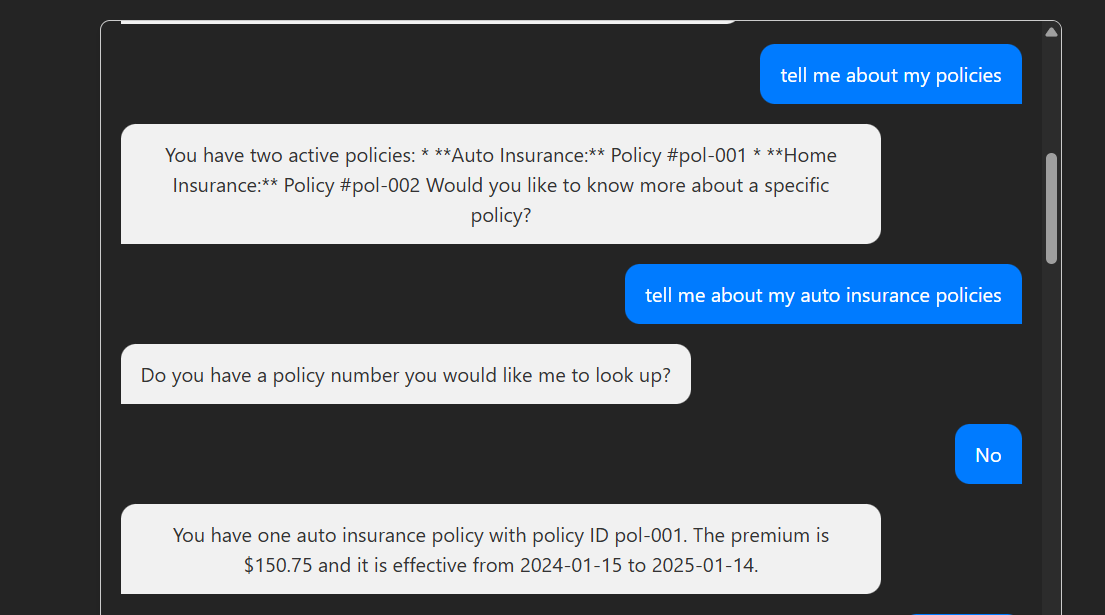 tell me about my policies
You have two active policies: * **Auto Insurance:** Policy #pol-001 * **Home
Insurance:** Policy #pol-002 Would you like to know more about a specific
policy?
tell me about my auto insurance policies
Do you have a policy number you would like me to look up?
No
You have one auto insurance policy with policy ID pol-001. The premium is
$150.75 and it is effective from 2024-01-15 to 2025-01-14.